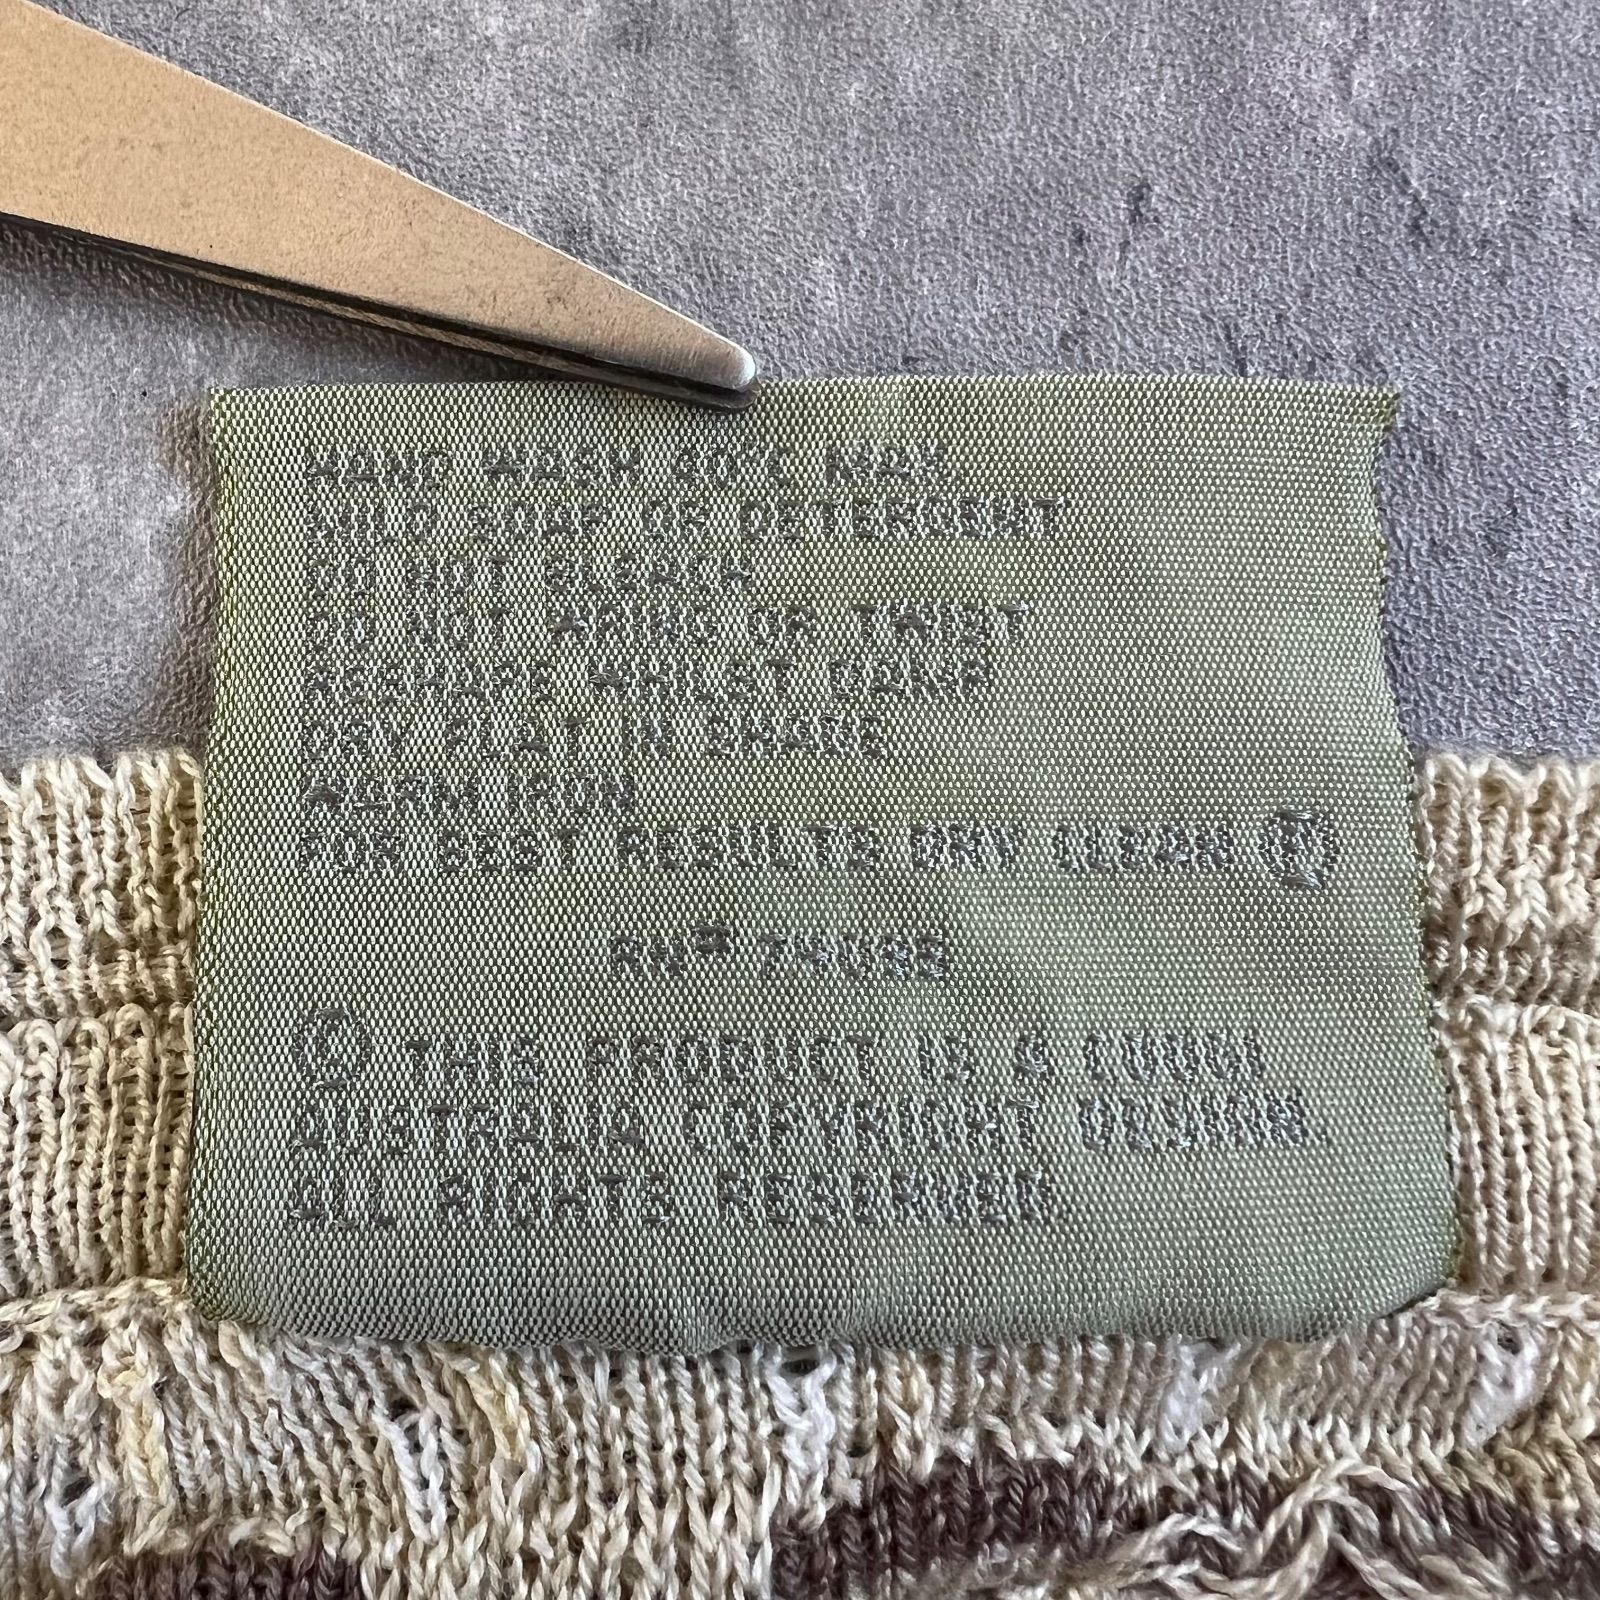 HAND WASH 40°C MAX
MILD SOAP OR DETERGENT
DO NOT BLEACH
DO NOT WRING OR TWIST
RESHAPE WHILST DAMP
DRY FLAT IN SHADE
WARM IRON
FOR BEST RESULTS DRY CLEAN Ⓟ
© THIS PRODUCT IS A COOGI
AUSTRALIA COPYRIGHT DESIGN.
ALL RIGHTS RESERVED